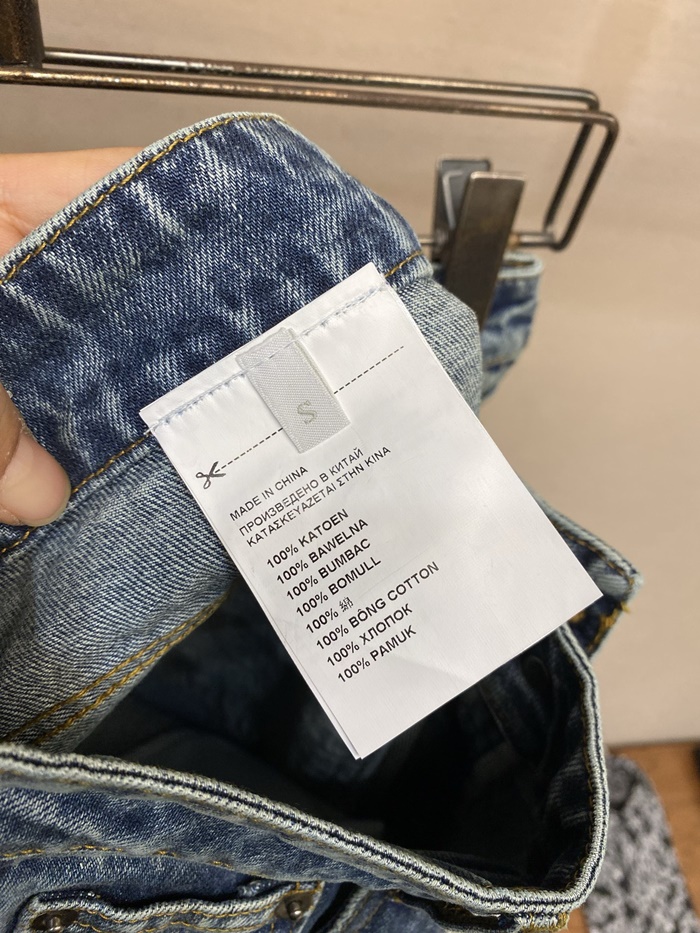 S
MADE IN CHINA
ПРОИЗВЕДЕНО В КИТАЙ
ΚΑΤΑΣΚΕΥΑΖΕΤΑΙ ΣΤΗΝ ΚΙΝΑ
100% KATOEN
100% BAWELNA
100% BUMBAC
100% BOMULL
100% 綿
100% BÔNG COTTON
100% ХЛОПОК
100% PAMUK